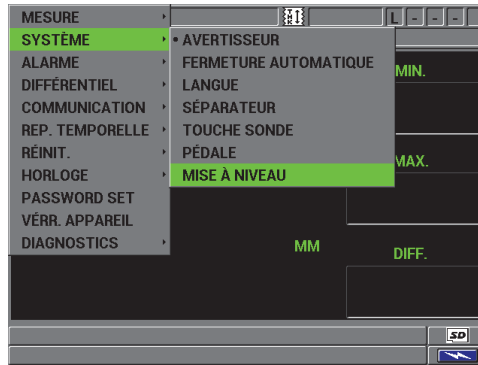 MESURE
SYSTÈME
ALARME
DIFFÉRENTIEL
COMMUNICATION
REP. TEMPORELLE
RÉINIT.
HORLOGE
PASSWORD SET
VÉRR. APPAREIL
DIAGNOSTICS
• AVERTISSEUR
FERMETURE AUTOMATIQUE
LANGUE
SÉPARATEUR
TOUCHE SONDE
PÉDALE
MISE À NIVEAU
L - - -
MIN.
MAX.
MM
DIFF.
SD